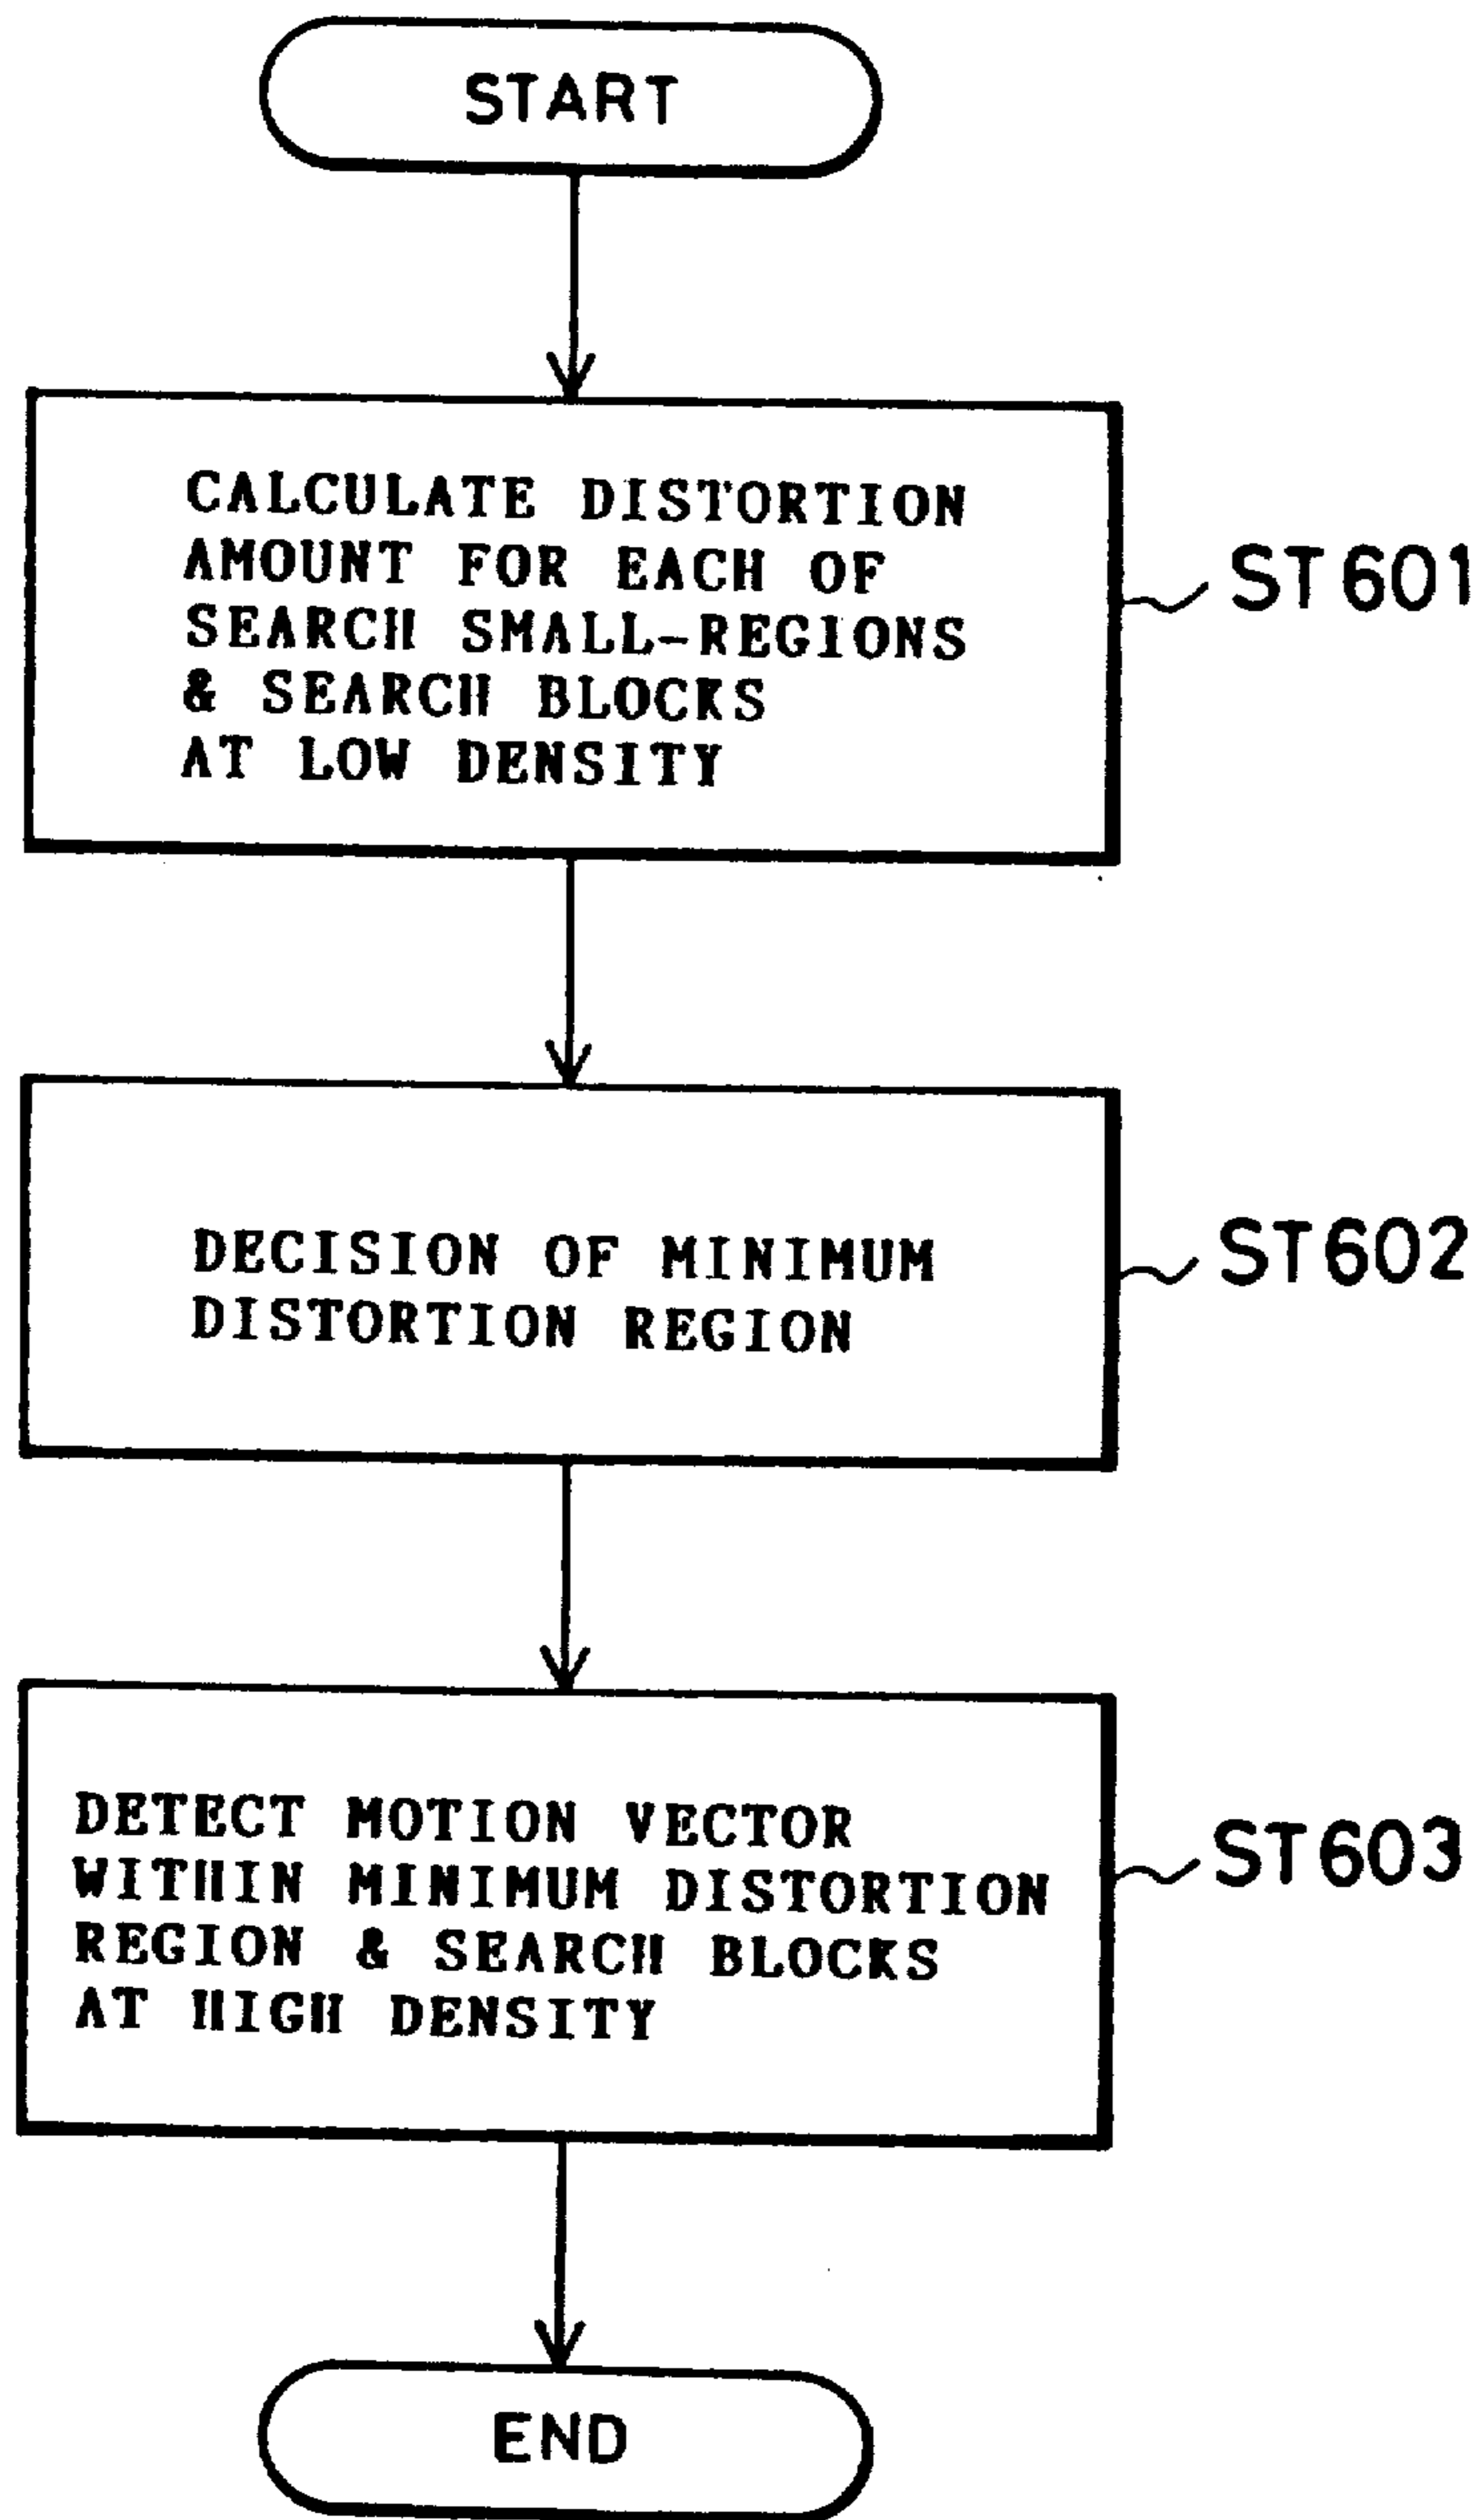 START
CALCULATE DISTORTION
AMOUNT FOR EACH OF
SEARCH SMALL-REGIONS
& SEARCH BLOCKS
AT LOW DENSITY
ST601
DECISION OF MINIMUM
DISTORTION REGION
ST602
DETECT MOTION VECTOR
WITHIN MINIMUM DISTORTION
REGION & SEARCH BLOCKS
AT HIGH DENSITY
ST603
END